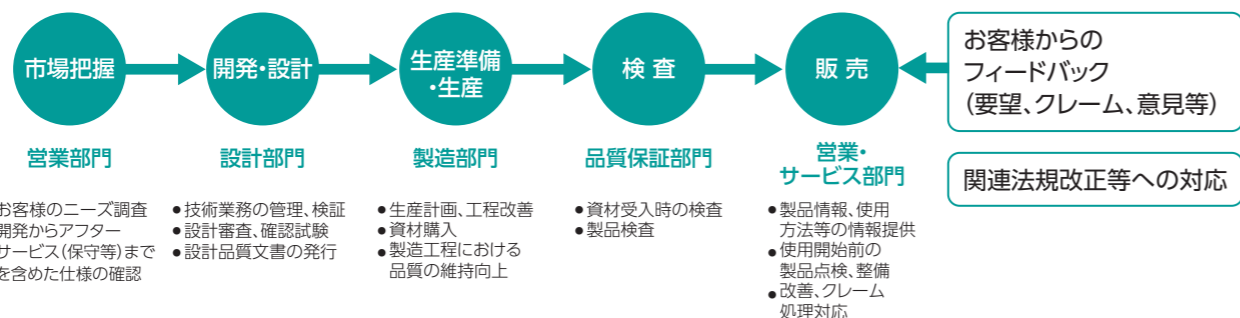 市場把握
開発・設計
生産準備
・生産
検 査
販 売
お客様からの
フィードバック
(要望、クレーム、意見等)
営業部門
設計部門
製造部門
品質保証部門
営業・
サービス部門
関連法規改正等への対応
お客様のニーズ調査
開発からアフター
サービス(保守等)まで
を含めた仕様の確認
●技術業務の管理、検証
●設計審査、確認試験
●設計品質文書の発行
●生産計画、工程改善
●資材購入
●製造工程における
品質の維持向上
●資材受入時の検査
●製品検査
●製品情報、使用
方法等の情報提供
●使用開始前の
製品点検、整備
●改善、クレーム
処理対応